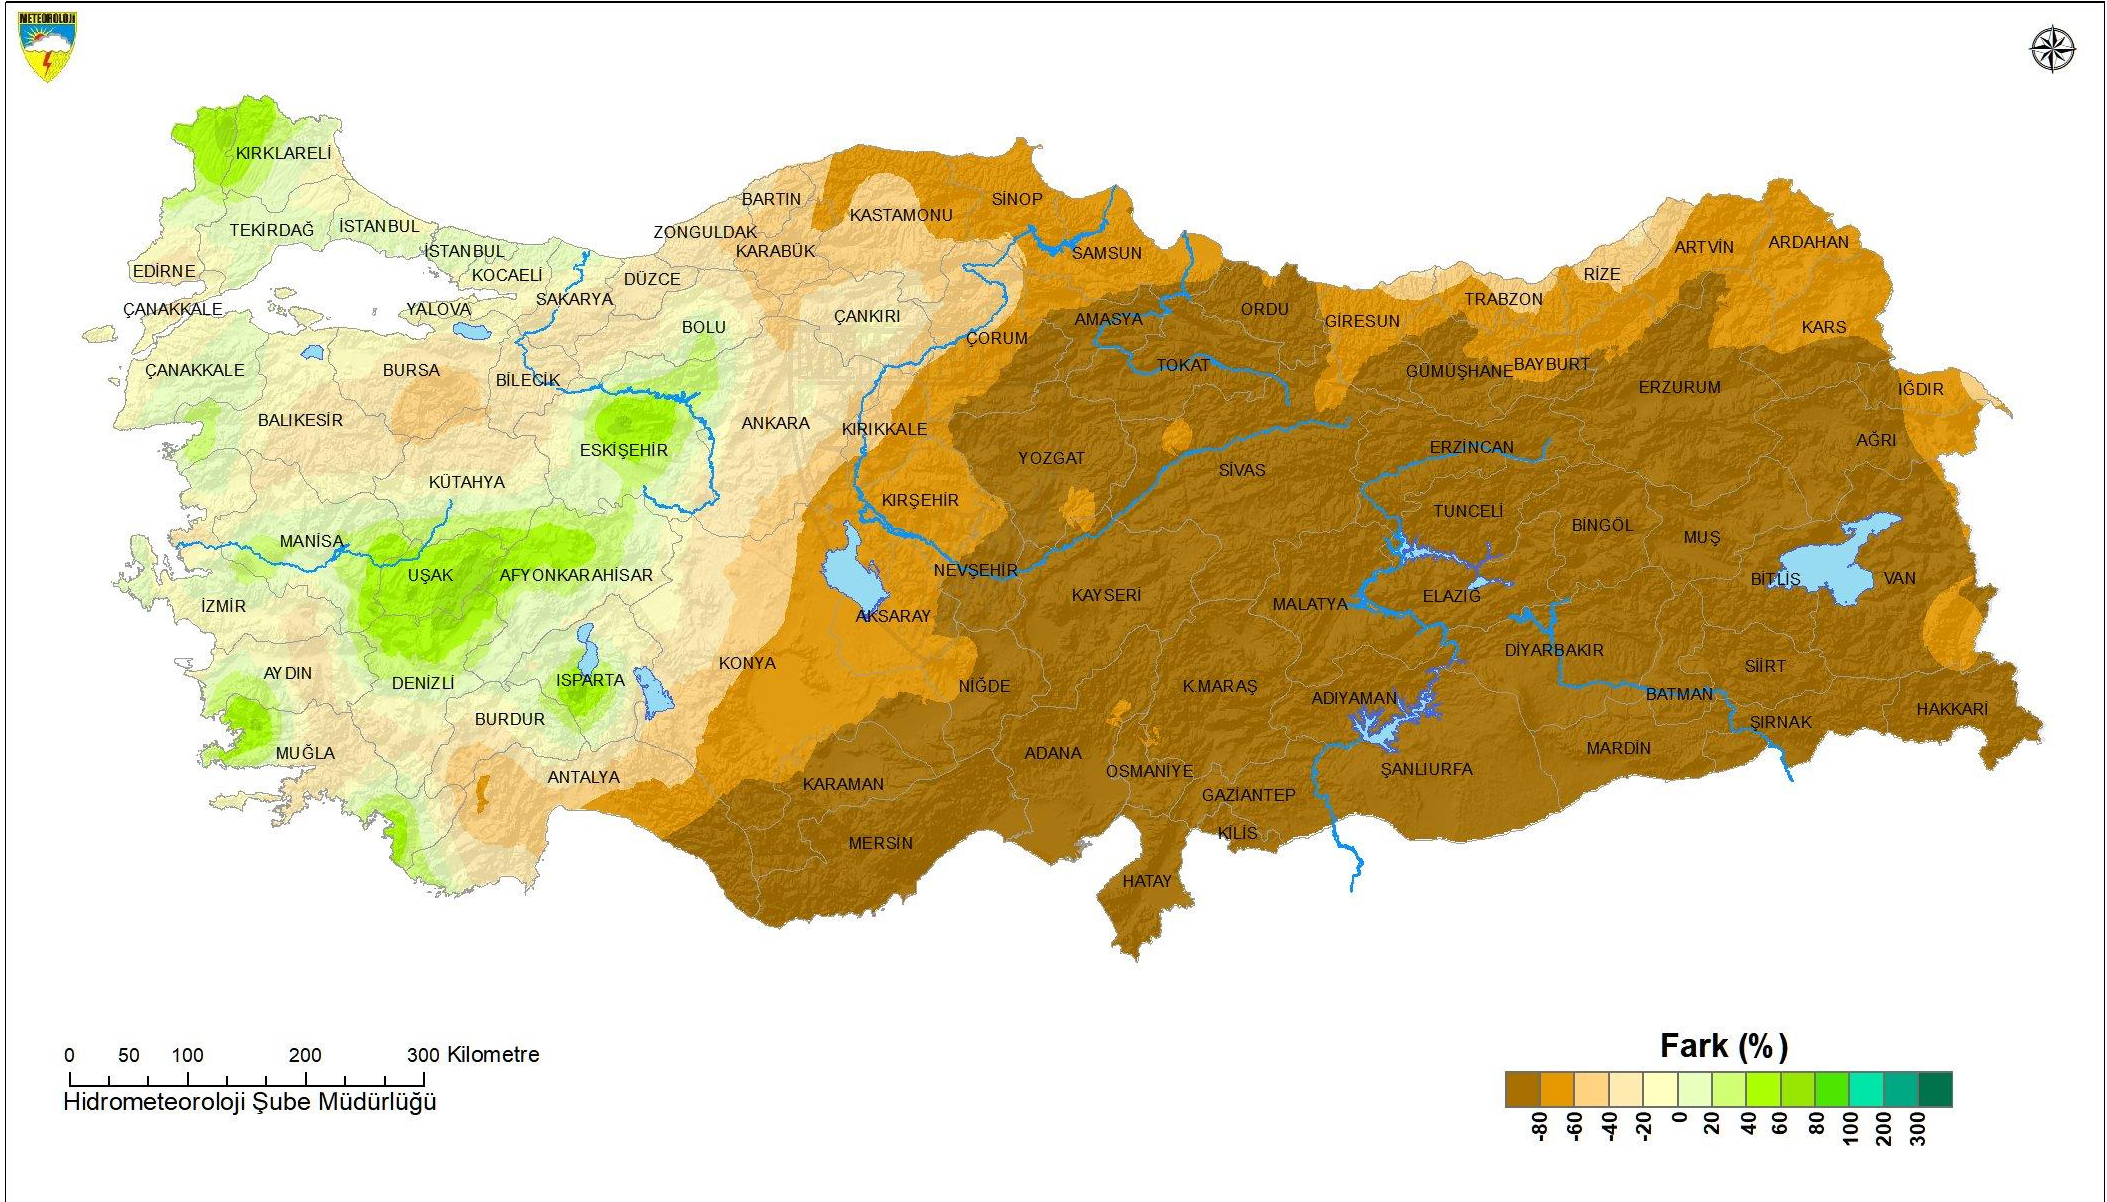 METEOROLOJİ
KIRKLARELİ
BARTIN
SİNOP
KASTAMONU
TEKİRDAĞ
İSTANBUL
ZONGULDAK
İSTANBUL
KARABÜK
SAMSUN
ARTVİN
ARDAHAN
EDİRNE
KOCAELİ
DÜZCE
RİZE
ÇANAKKALE
YALOVA
SAKARYA
TRABZON
BOLU
ÇANKIRI
AMASYA
ORDU
GİRESUN
KARS
ÇORUM
ÇANAKKALE
BURSA
BİLECİK
TOKAT
GÜMÜŞHANE
BAYBURT
ERZURUM
IĞDIR
BALIKESİR
ANKARA
KIRIKKALE
AĞRI
ESKİŞEHİR
YOZGAT
SİVAS
ERZİNCAN
KÜTAHYA
KIRŞEHİR
TUNCELİ
BİNGÖL
MUŞ
MANİSA
UŞAK
AFYONKARAHİSAR
NEVŞEHİR
BİTLİS
VAN
İZMİR
AKSARAY
KAYSERİ
MALATYA
ELAZIĞ
AYDIN
DENİZLİ
ISPARTA
KONYA
NİĞDE
K.MARAŞ
ADIYAMAN
DİYARBAKIR
SİİRT
BATMAN
BURDUR
ŞIRNAK
HAKKARİ
MUĞLA
ANTALYA
KARAMAN
ADANA
OSMANİYE
GAZİANTEP
ŞANLIURFA
MARDİN
MERSİN
KİLİS
HATAY
0 50 100 200 300 Kilometre
Hidrometeoroloji Şube Müdürlüğü
Fark (%)
-80 -60 -40 -20 0 20 40 60 80 100 200 300